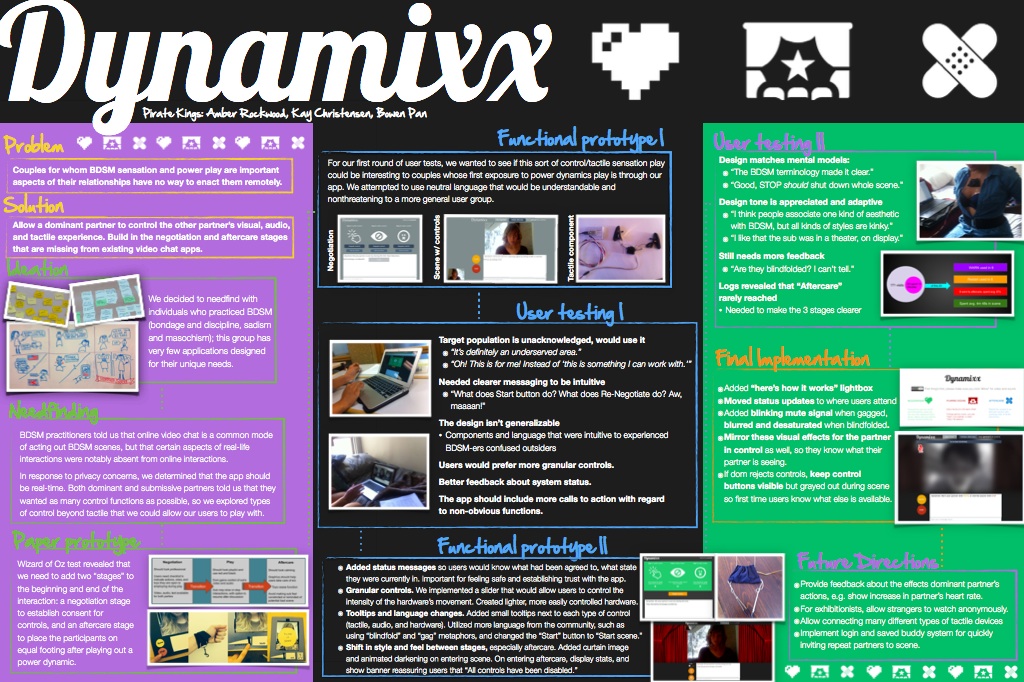 Dynamixx
Pirate Kings: Amber Rockwood, Kay Christensen, Bowen Pan
Problem
Couples for whom BDSM sensation and power play are important
aspects of their relationships have no way to enact them remotely.
Solution
Allow a dominant partner to control the other partner's visual, audio,
and tactile experience. Build in the negotiation and aftercare stages
that are missing from existing video chat apps.
Ideation
We decided to needfind with
individuals who practiced BDSM
(bondage and discipline, sadism
and masochism); this group has
very few applications designed
for their unique needs.
Needfinding
BDSM practitioners told us that online video chat is a common mode
of acting out BDSM scenes, but that certain aspects of real-life
interactions were notably absent from online interactions.
In response to privacy concerns, we determined that the app should
be real-time. Both dominant and submissive partners told us that they
wanted as many control functions as possible, so we explored types
of control beyond tactile that we could allow our users to play with.
Paper prototype
Wizard of Oz test revealed that
we need to add two "stages" to
the beginning and end of the
interaction: a negotiation stage
to establish consent for
controls, and an aftercare stage
to place the participants on
equal footing after playing out a
power dynamic.
Negotiation
Play
Aftercare
Functional prototype I
For our first round of user tests, we wanted to see if this sort of control/tactile sensation play
could be interesting to couples whose first exposure to power dynamics play is through our
app. We attempted to use neutral language that would be understandable and
nonthreatening to a more general user group.
Negotiation
Scene w/ controls
Tactile component
User testing I
Target population is unacknowledged, would use it
"It's definitely an underserved area."
"Oh! This is for me! Instead of 'this is something I can work with.'"
Needed clearer messaging to be intuitive
"What does Start button do? What does Re-Negotiate do? Aw,
maaaan!"
The design isn't generalizable
• Components and language that were intuitive to experienced
BDSM-ers confused outsiders
Users would prefer more granular controls.
Better feedback about system status.
The app should include more calls to action with regard
to non-obvious functions.
Functional prototype II
Added status messages so users would know what had been agreed to, what state
they were currently in. Important for feeling safe and establishing trust with the app.
Granular controls. We implemented a slider that would allow users to control the
intensity of the hardware's movement. Created lighter, more easily controlled hardware.
Tooltips and language changes. Added small tooltips next to each type of control
(tactile, audio, and hardware). Utilized more language from the community, such as
using "blindfold" and "gag" metaphors, and changed the "Start" button to "Start scene."
Shift in style and feel between stages, especially aftercare. Added curtain image
and animated darkening on entering scene. On entering aftercare, display stats, and
show banner reassuring users that "All controls have been disabled."
User testing II
Design matches mental models:
"The BDSM terminology made it clear."
"Good, STOP should shut down whole scene."
Design tone is appreciated and adaptive
"I think people associate one kind of aesthetic
with BDSM, but all kinds of styles are kinky."
"I like that the sub was in a theater, on display."
Still needs more feedback
"Are they blindfolded? I can't tell."
Logs revealed that "Aftercare"
rarely reached
• Needed to make the 3 stages clearer
Final Implementation
Added "here's how it works" lightbox
Moved status updates to where users attend
Added blinking mute signal when gagged,
blurred and desaturated when blindfolded.
Mirror these visual effects for the partner
in control as well, so they know what their
partner is seeing.
If dom rejects controls, keep control
buttons visible but grayed out during scene
so first time users know what else is available.
Dynamixx
Future Directions
Provide feedback about the effects dominant partner's
actions, e.g. show increase in partner's heart rate.
For exhibitionists, allow strangers to watch anonymously.
Allow connecting many different types of tactile devices
Implement login and saved buddy system for quickly
inviting repeat partners to scene.